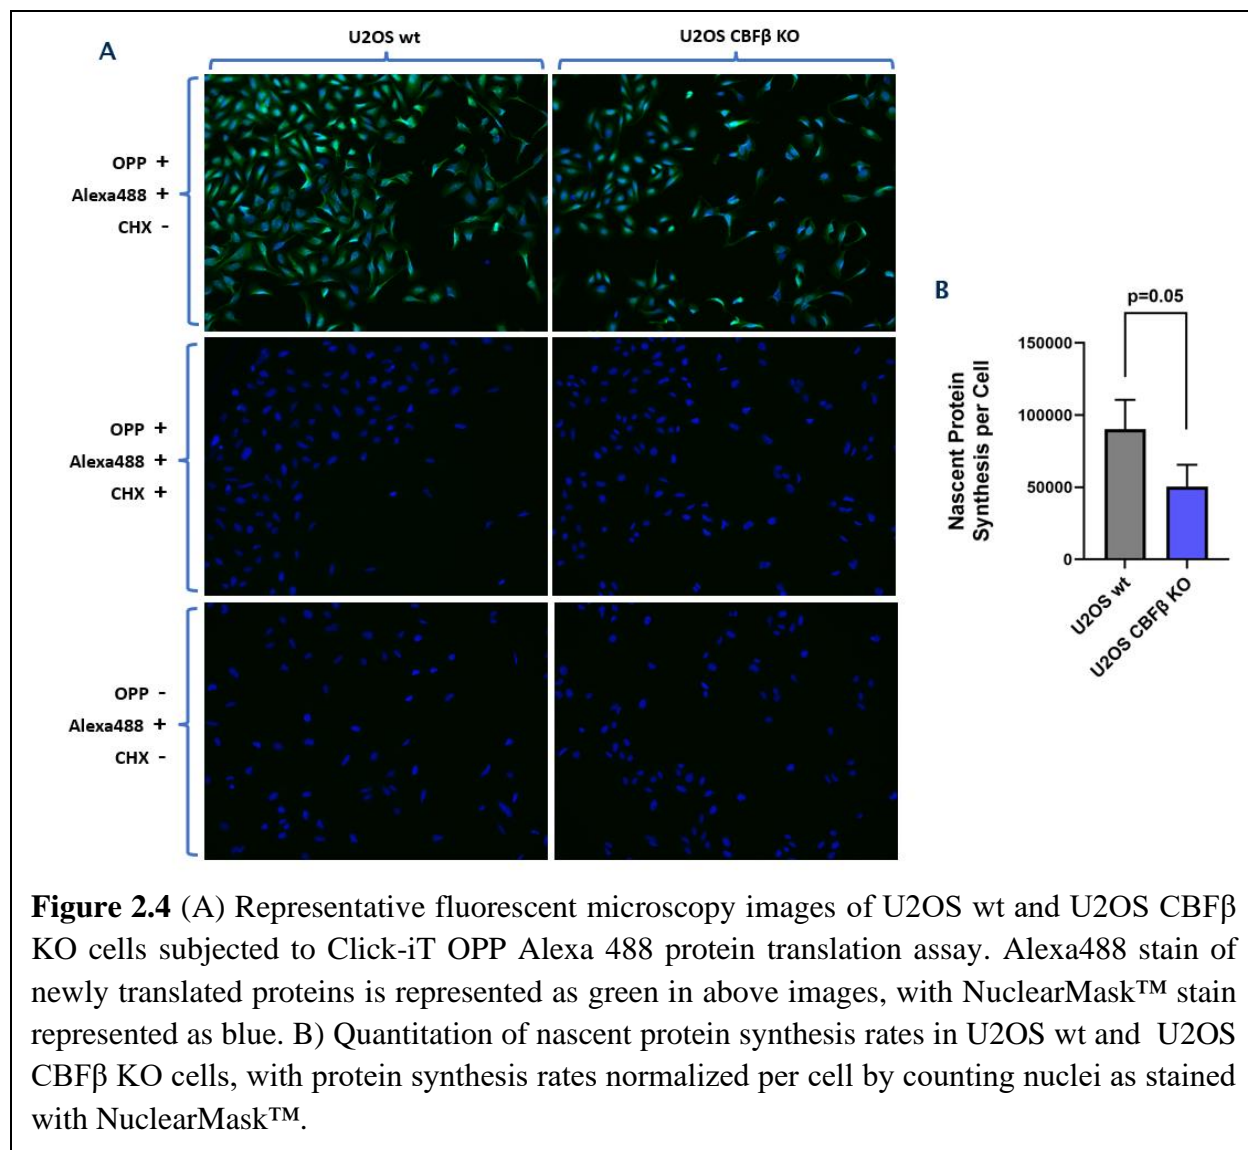 A
U2OS wt
U2OS CBFβ KO
OPP +
Alexa488 +
CHX -
OPP +
Alexa488 +
CHX +
OPP -
Alexa488 +
CHX -
B
p=0.05
150000
100000
50000
0
Nascent Protein
Synthesis per Cell
U2OS wt
U2OS CBFβ KO
Figure 2.4 (A) Representative fluorescent microscopy images of U2OS wt and U2OS CBFβ
KO cells subjected to Click-iT OPP Alexa 488 protein translation assay. Alexa488 stain of
newly translated proteins is represented as green in above images, with NuclearMask™ stain
represented as blue. B) Quantitation of nascent protein synthesis rates in U2OS wt and U2OS
CBFβ KO cells, with protein synthesis rates normalized per cell by counting nuclei as stained
with NuclearMask™.